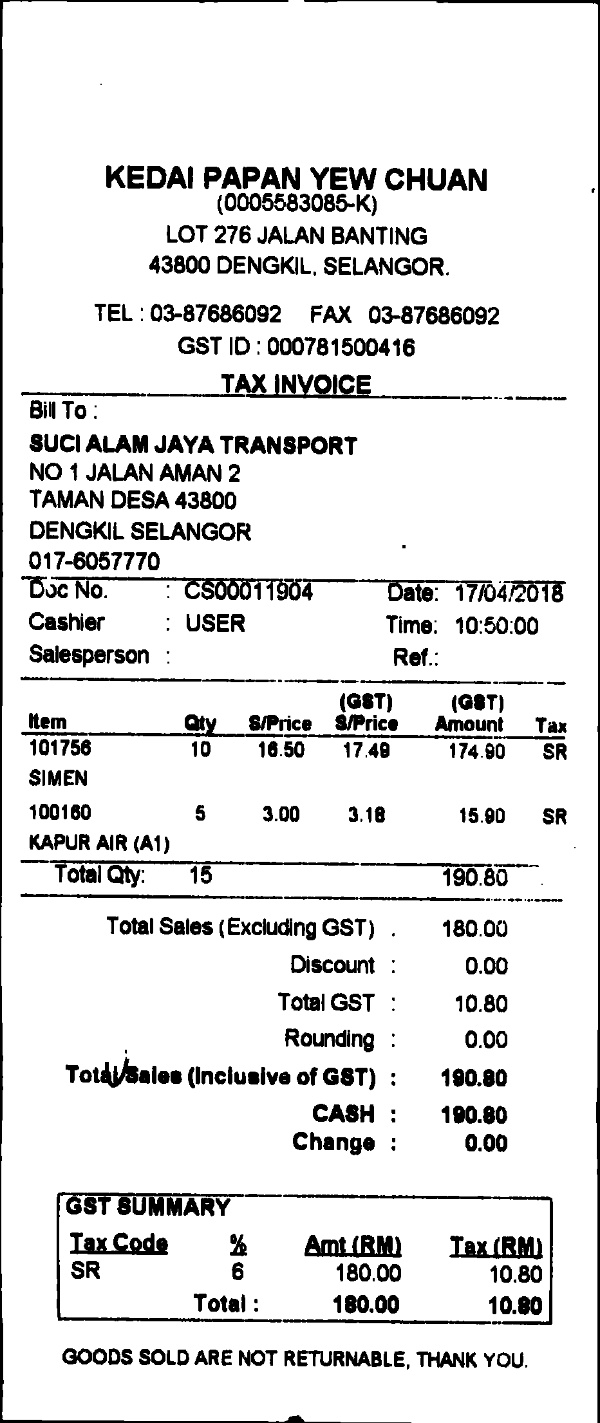 KEDAI PAPAN YEW CHUAN
(0005583085-K)
LOT 276 JALAN BANTING
43800 DENGKIL, SELANGOR.
TEL : 03-87686092 FAX 03-87686092
GST ID : 000781500416
TAX INVOICE
Bill To :
SUCI ALAM JAYA TRANSPORT
NO 1 JALAN AMAN 2
TAMAN DESA 43800
DENGKIL SELANGOR
017-6057770
Doc No. : CS00011904 Date: 17/04/2018
Cashier : USER Time: 10:50:00
Salesperson : Ref.:
(GST) (GST)
Item Qty S/Price S/Price Amount Tax
101756 10 16.50 17.49 174.90 SR
SIMEN
100160 5 3.00 3.18 15.90 SR
KAPUR AIR (A1)
Total Qty: 15 190.80
Total Sales (Excluding GST) . 180.00
Discount : 0.00
Total GST : 10.80
Rounding : 0.00
Total Sales (Inclusive of GST) : 190.80
CASH : 190.80
Change : 0.00
GST SUMMARY
Tax Code % Amt (RM) Tax (RM)
SR 6 180.00 10.80
Total : 180.00 10.80
GOODS SOLD ARE NOT RETURNABLE, THANK YOU.